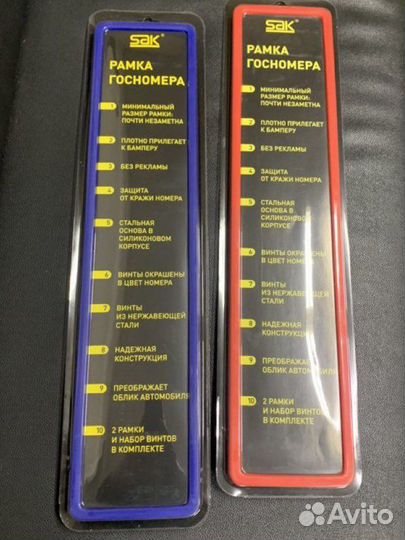 SAK
РАМКА
ГОСНОМЕРА
1 МИНИМАЛЬНЫЙ
РАЗМЕР РАМКИ:
ПОЧТИ НЕЗАМЕТНА
2 ПЛОТНО ПРИЛЕГАЕТ
К БАМПЕРУ
3 БЕЗ РЕКЛАМЫ
4 ЗАЩИТА
ОТ КРАЖИ НОМЕРА
5 СТАЛЬНАЯ
ОСНОВА В
СИЛИКОНОВОМ
КОРПУСЕ
6 ВИНТЫ ОКРАШЕНЫ
В ЦВЕТ НОМЕРА
7 ВИНТЫ
ИЗ НЕРЖАВЕЮЩЕЙ
СТАЛИ
8 НАДЕЖНАЯ
КОНСТРУКЦИЯ
9 ПРЕОБРАЖАЕТ
ОБЛИК АВТОМОБИЛЯ
10 2 РАМКИ
И НАБОР ВИНТОВ
В КОМПЛЕКТЕ
SAK
РАМКА
ГОСНОМЕРА
1 МИНИМАЛЬНЫЙ
РАЗМЕР РАМКИ:
ПОЧТИ НЕЗАМЕТНА
2 ПЛОТНО ПРИЛЕГАЕТ
К БАМПЕРУ
3 БЕЗ РЕКЛАМЫ
4 ЗАЩИТА
ОТ КРАЖИ НОМЕРА
5 СТАЛЬНАЯ
ОСНОВА В
СИЛИКОНОВОМ
КОРПУСЕ
6 ВИНТЫ ОКРАШЕНЫ
В ЦВЕТ НОМЕРА
7 ВИНТЫ
ИЗ НЕРЖАВЕЮЩЕЙ
СТАЛИ
8 НАДЕЖНАЯ
КОНСТРУКЦИЯ
9 ПРЕОБРАЖАЕТ
ОБЛИК АВТОМОБИЛЯ
10 2 РАМКИ
И НАБОР ВИНТОВ
В КОМПЛЕКТЕ
Avito